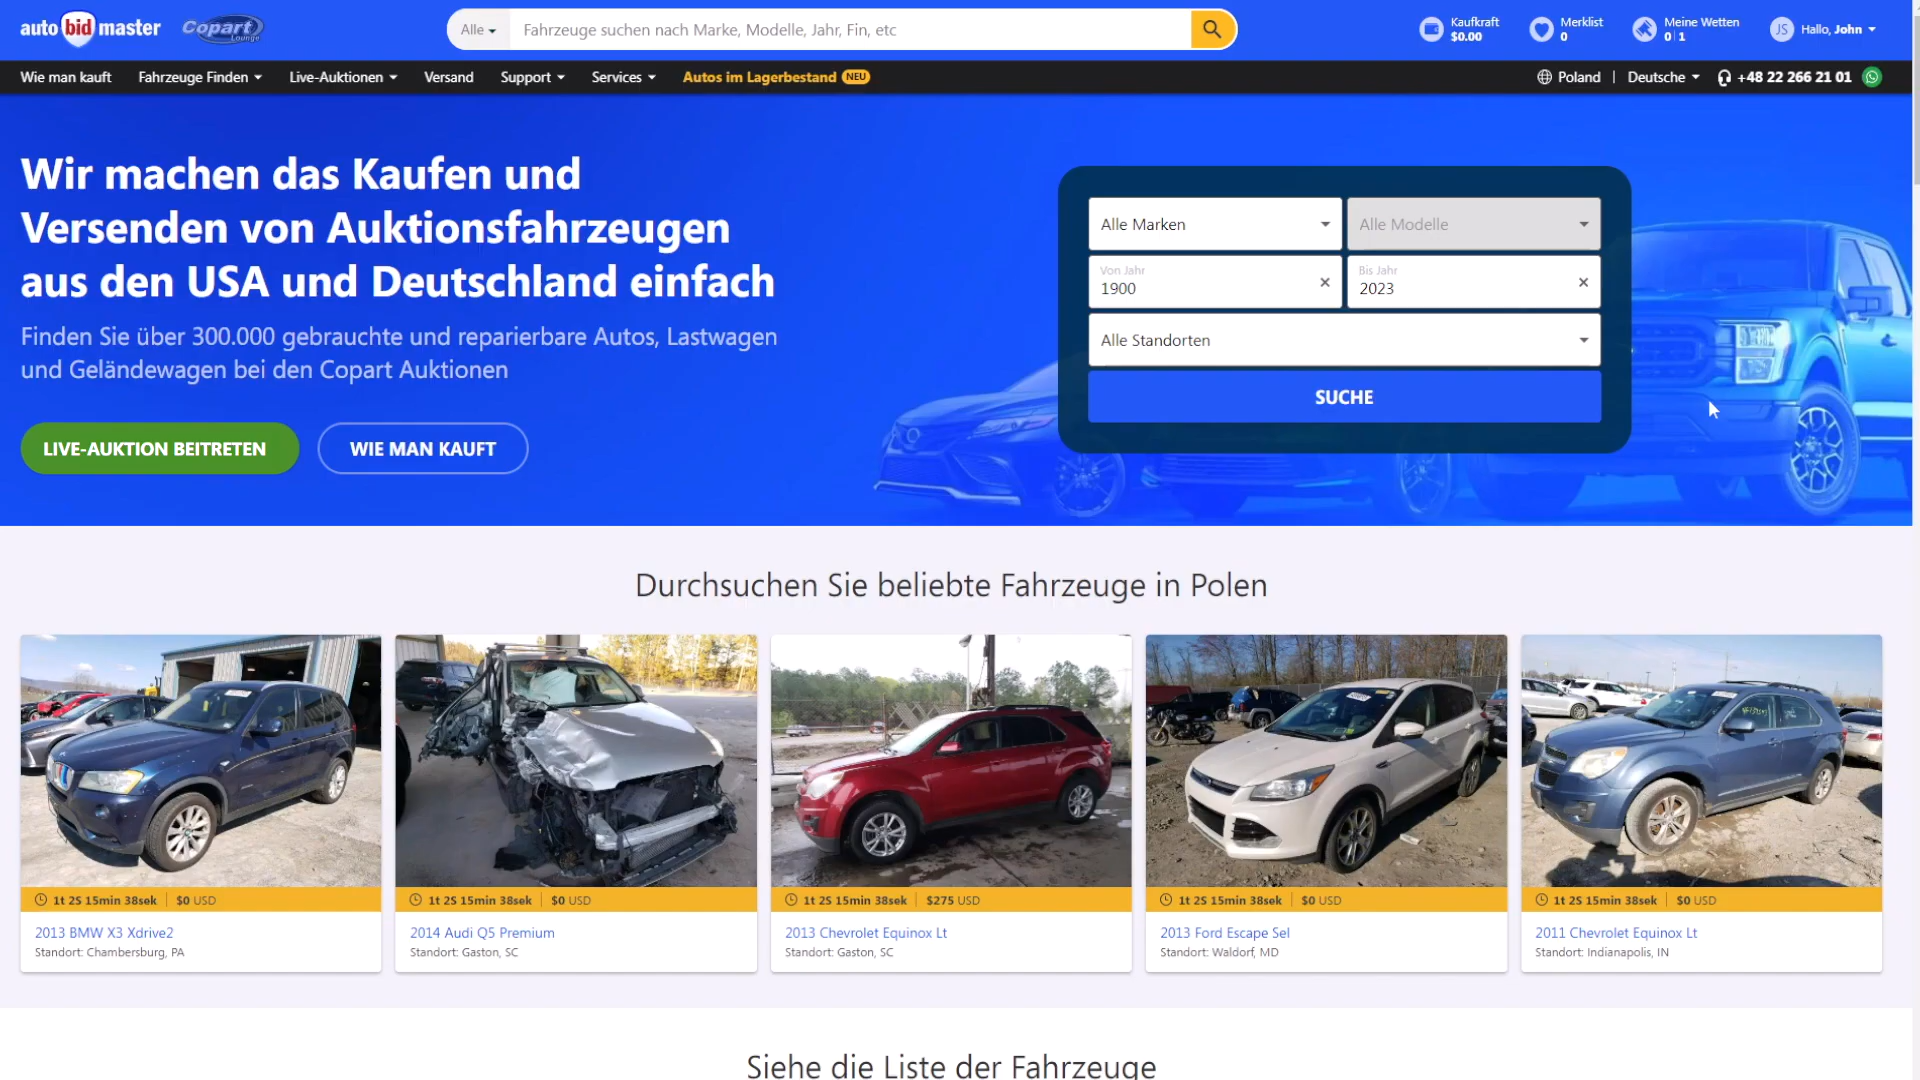 auto bid master
Copart Lounge
Alle
Fahrzeuge suchen nach Marke, Modelle, Jahr, Fin, etc
Kaufkraft
$0.00
Merklist
0
Meine Wetten
0 | 1
JS
Hallo, John
Wie man kauft
Fahrzeuge Finden
Live-Auktionen
Versand
Support
Services
Autos im Lagerbestand NEU
Poland | Deutsche
+48 22 266 21 01
Wir machen das Kaufen und
Versenden von Auktionsfahrzeugen
aus den USA und Deutschland einfach
Finden Sie über 300.000 gebrauchte und reparierbare Autos, Lastwagen
und Geländewagen bei den Copart Auktionen
LIVE-AUKTION BEITRETEN
WIE MAN KAUFT
Alle Marken
Alle Modelle
Von Jahr
1900
Bis Jahr
2023
Alle Standorten
SUCHE
Durchsuchen Sie beliebte Fahrzeuge in Polen
1t 2S 15min 38sek | $0 USD
2013 BMW X3 Xdrive2
Standort: Chambersburg, PA
1t 2S 15min 38sek | $0 USD
2014 Audi Q5 Premium
Standort: Gaston, SC
1t 2S 15min 38sek | $275 USD
2013 Chevrolet Equinox Lt
Standort: Gaston, SC
1t 2S 15min 38sek | $0 USD
2013 Ford Escape Sel
Standort: Waldorf, MD
1t 2S 15min 38sek | $0 USD
2011 Chevrolet Equinox Lt
Standort: Indianapolis, IN
Siehe die Liste der Fahrzeuge